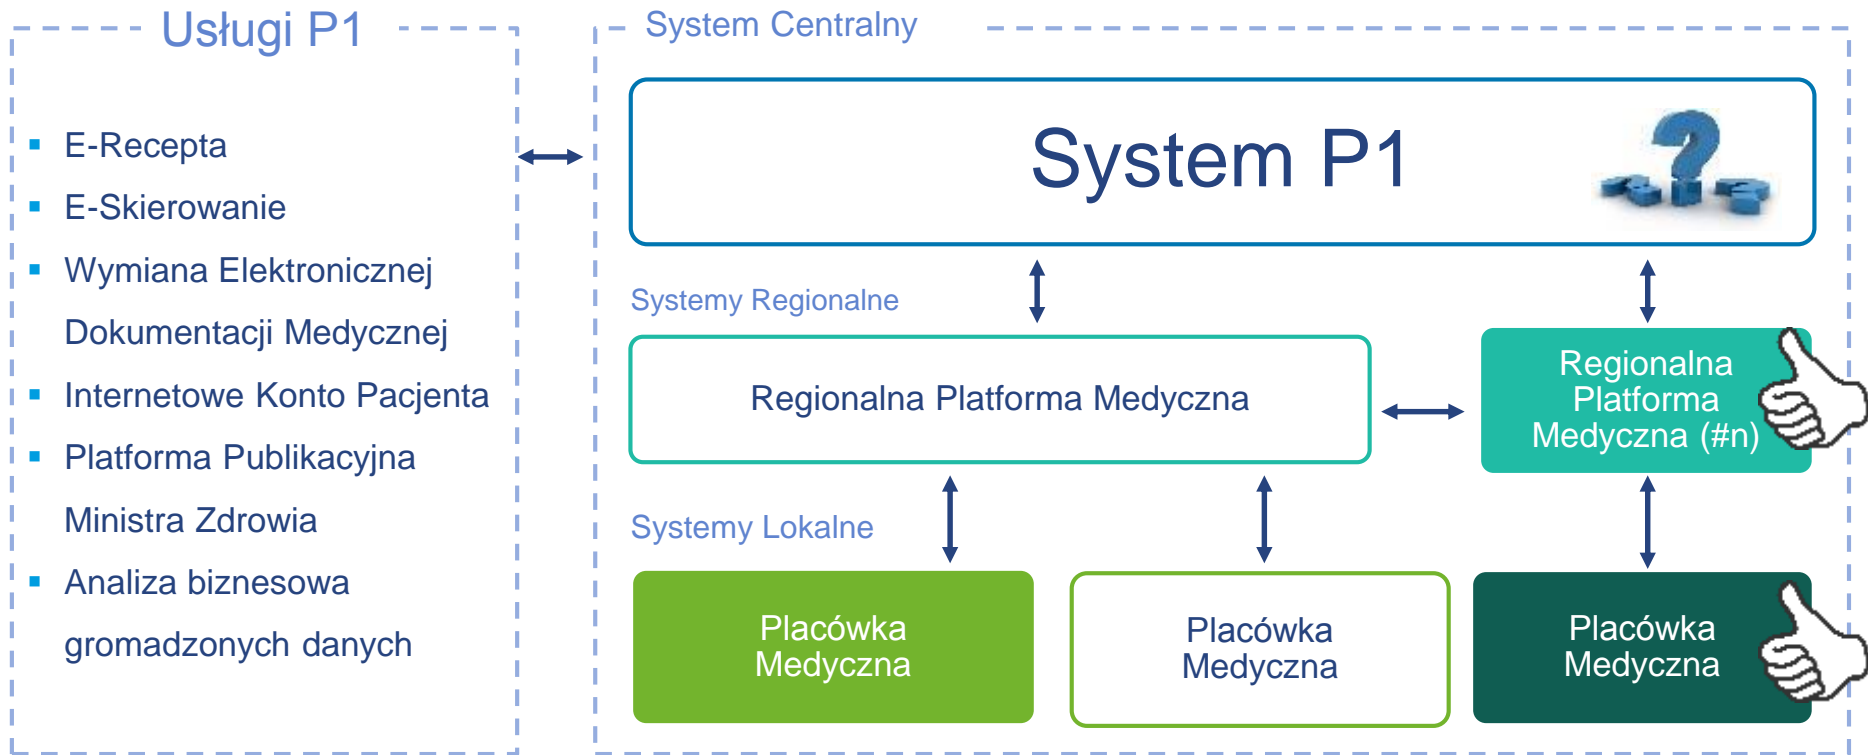 Usługi P1
E-Recepta
E-Skierowanie
Wymiana Elektronicznej
Dokumentacji Medycznej
Internetowe Konto Pacjenta
Platforma Publikacyjna
Ministra Zdrowia
Analiza biznesowa
gromadzonych danych
System Centralny
System P1
Systemy Regionalne
Regionalna Platforma Medyczna
Regionalna
Platforma
Medyczna (#n)
Systemy Lokalne
Placówka
Medyczna
Placówka
Medyczna
Placówka
Medyczna